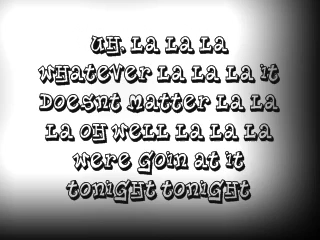 UH, La La La
WHatever La La La it
Doesnt Matter La La
La OH Well La La La
Were Goin at it
toniGHt toniGHt